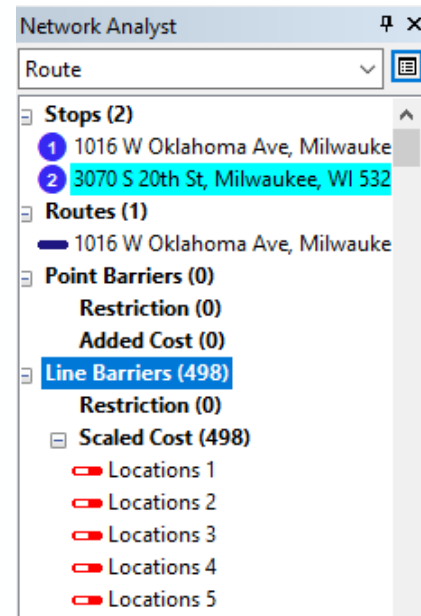 Network Analyst
Route
Stops (2)
1 1016 W Oklahoma Ave, Milwauke
2 3070 S 20th St, Milwaukee, WI 532
Routes (1)
1016 W Oklahoma Ave, Milwauke
Point Barriers (0)
Restriction (0)
Added Cost (0)
Line Barriers (498)
Restriction (0)
Scaled Cost (498)
Locations 1
Locations 2
Locations 3
Locations 4
Locations 5